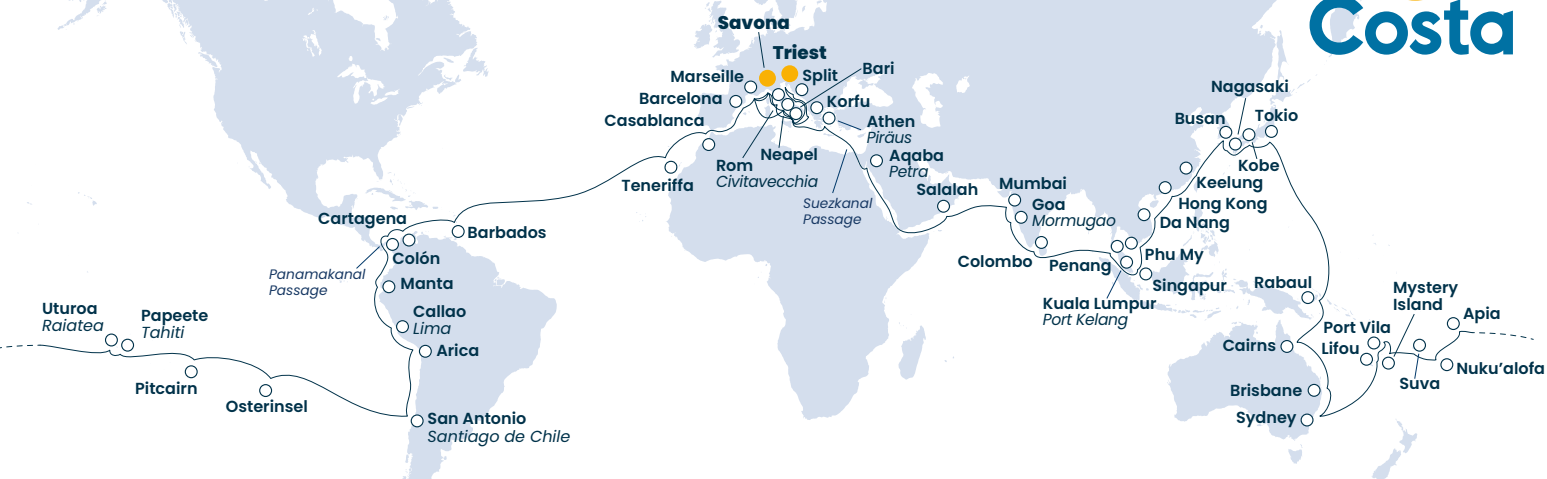 Costa
Savona
Triest
Marseille
Split
Bari
Barcelona
Korfu
Casablanca
Athen
Piräus
Rom
Civitavecchia
Neapel
Aqaba
Petra
Teneriffa
Suezkanal
Passage
Salalah
Mumbai
Goa
Mormugao
Nagasaki
Busan
Tokio
Kobe
Keelung
Hong Kong
Da Nang
Colombo
Penang
Phu My
Singapur
Kuala Lumpur
Port Kelang
Cartagena
Barbados
Colón
Panamakanal
Passage
Manta
Callao
Lima
Arica
Uturoa
Raiatea
Papeete
Tahiti
Pitcairn
Osterinsel
San Antonio
Santiago de Chile
Rabaul
Mystery
Island
Apia
Port Vila
Lifou
Cairns
Suva
Nuku’alofa
Brisbane
Sydney